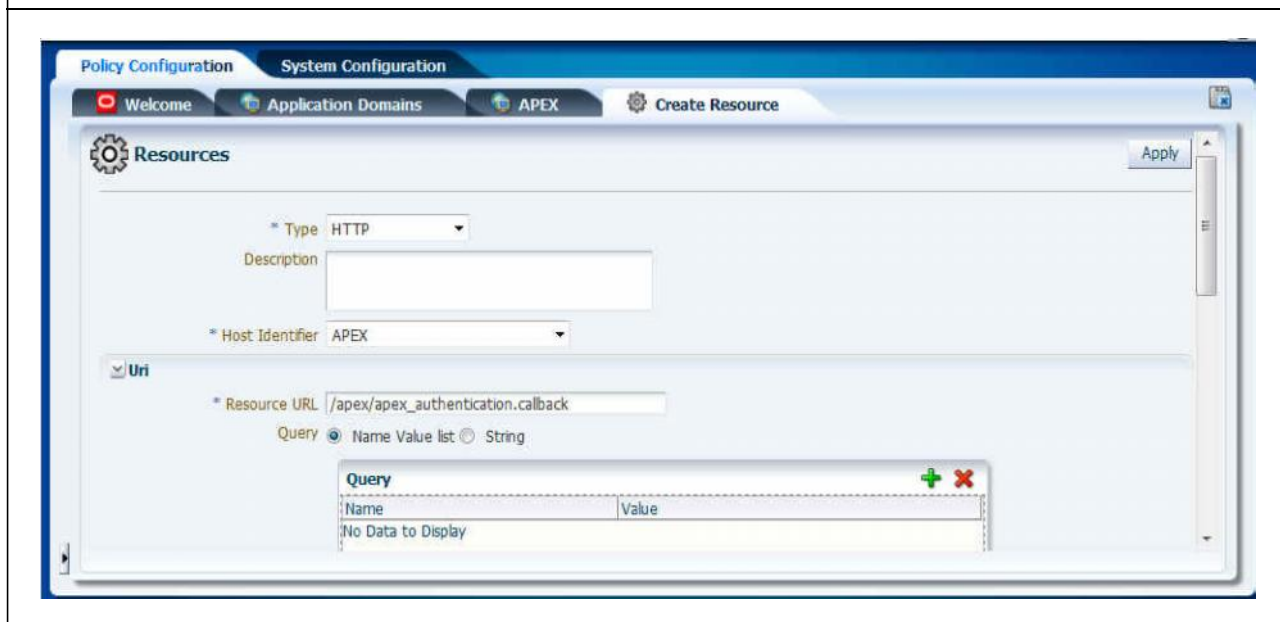 Policy Configuration System Configuration
Welcome Application Domains APEX Create Resource
Resources Apply
* Type HTTP
Description
* Host Identifier APEX
Uri
* Resource URL /apex/apex_authentication.callback
Query Name Value list String
Query
Name Value
No Data to Display